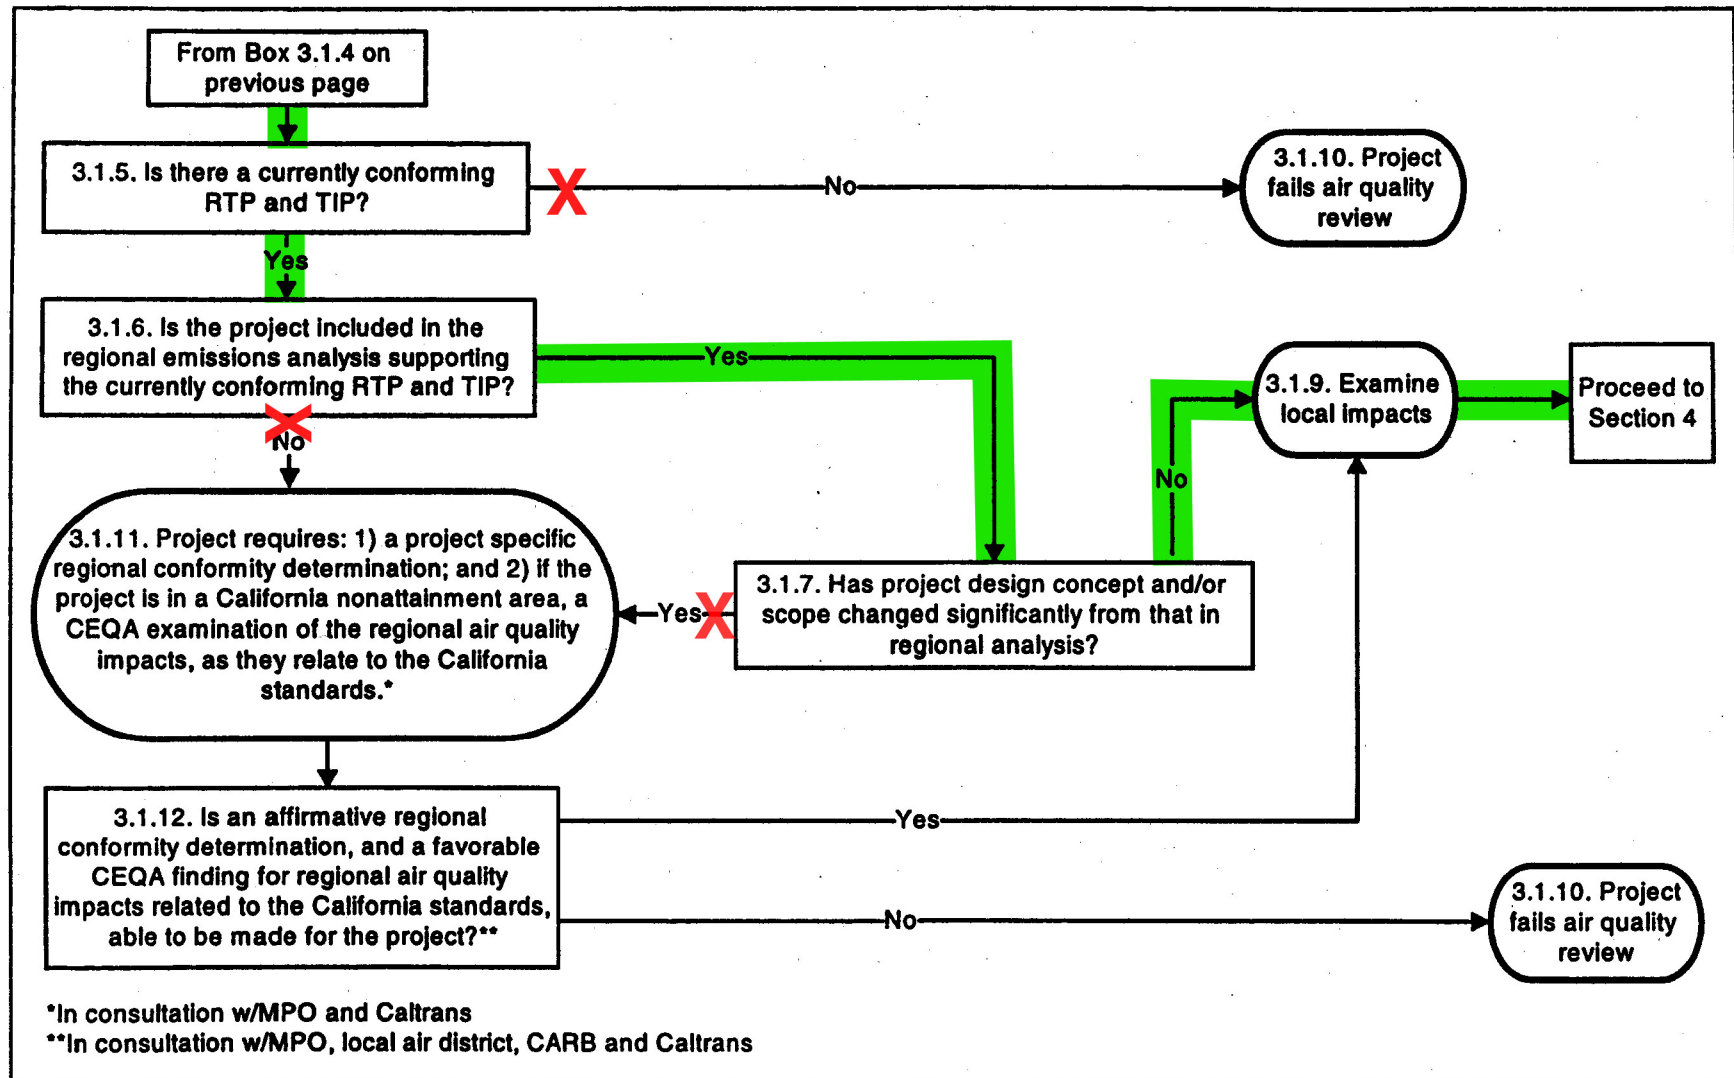 From Box 3.1.4 on
previous page
3.1.5. Is there a currently conforming
RTP and TIP?
No
3.1.10. Project
fails air quality
review
Yes
3.1.6. Is the project included in the
regional emissions analysis supporting
the currently conforming RTP and TIP?
Yes
3.1.9. Examine
local impacts
Proceed to
Section 4
No
No
3.1.11. Project requires: 1) a project specific
regional conformity determination; and 2) if the
project is in a California nonattainment area, a
CEQA examination of the regional air quality
impacts, as they relate to the California
standards.*
Yes
3.1.7. Has project design concept and/or
scope changed significantly from that in
regional analysis?
3.1.12. Is an affirmative regional
conformity determination, and a favorable
CEQA finding for regional air quality
impacts related to the California standards,
able to be made for the project?**
Yes
No
3.1.10. Project
fails air quality
review
*In consultation w/MPO and Caltrans
**In consultation w/MPO, local air district, CARB and Caltrans